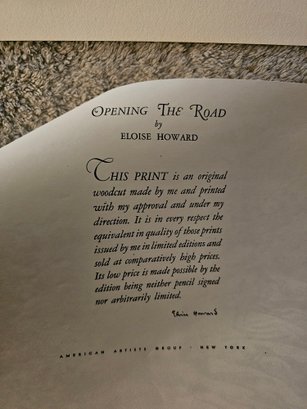 OPENING THE ROAD
by
ELOISE HOWARD
THIS PRINT is an original
woodcut made by me and printed
with my approval and under my
direction. It is in every respect the
equivalent in quality of those prints
issued by me in limited editions and
sold at comparatively high prices.
Its low price is made possible by the
edition being neither pencil signed
nor arbitrarily limited.
Eloise Howard
AMERICAN ARTISTS GROUP · NEW YORK